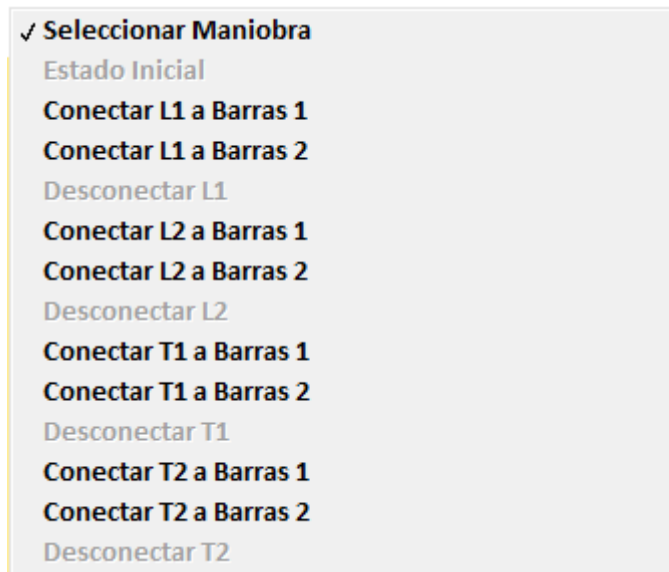 ✓ Seleccionar Maniobra
Estado Inicial
Conectar L1 a Barras 1
Conectar L1 a Barras 2
Desconectar L1
Conectar L2 a Barras 1
Conectar L2 a Barras 2
Desconectar L2
Conectar T1 a Barras 1
Conectar T1 a Barras 2
Desconectar T1
Conectar T2 a Barras 1
Conectar T2 a Barras 2
Desconectar T2